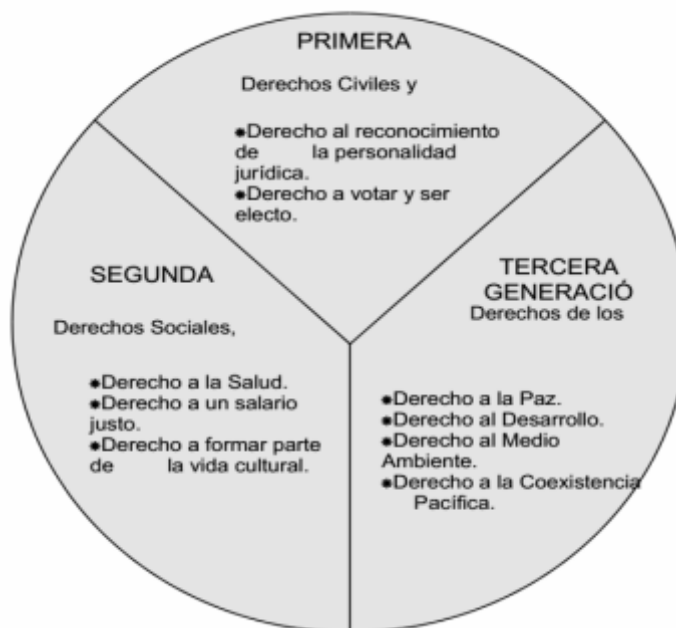 PRIMERA
Derechos Civiles y
●Derecho al reconocimiento
de la personalidad
jurídica.
●Derecho a votar y ser
electo.
SEGUNDA
Derechos Sociales,
●Derecho a la Salud.
●Derecho a un salario
justo.
●Derecho a formar parte
de la vida cultural.
TERCERA
GENERACIÓ
Derechos de los
●Derecho a la Paz.
●Derecho al Desarrollo.
●Derecho al Medio
Ambiente.
●Derecho a la Coexistencia
Pacífica.